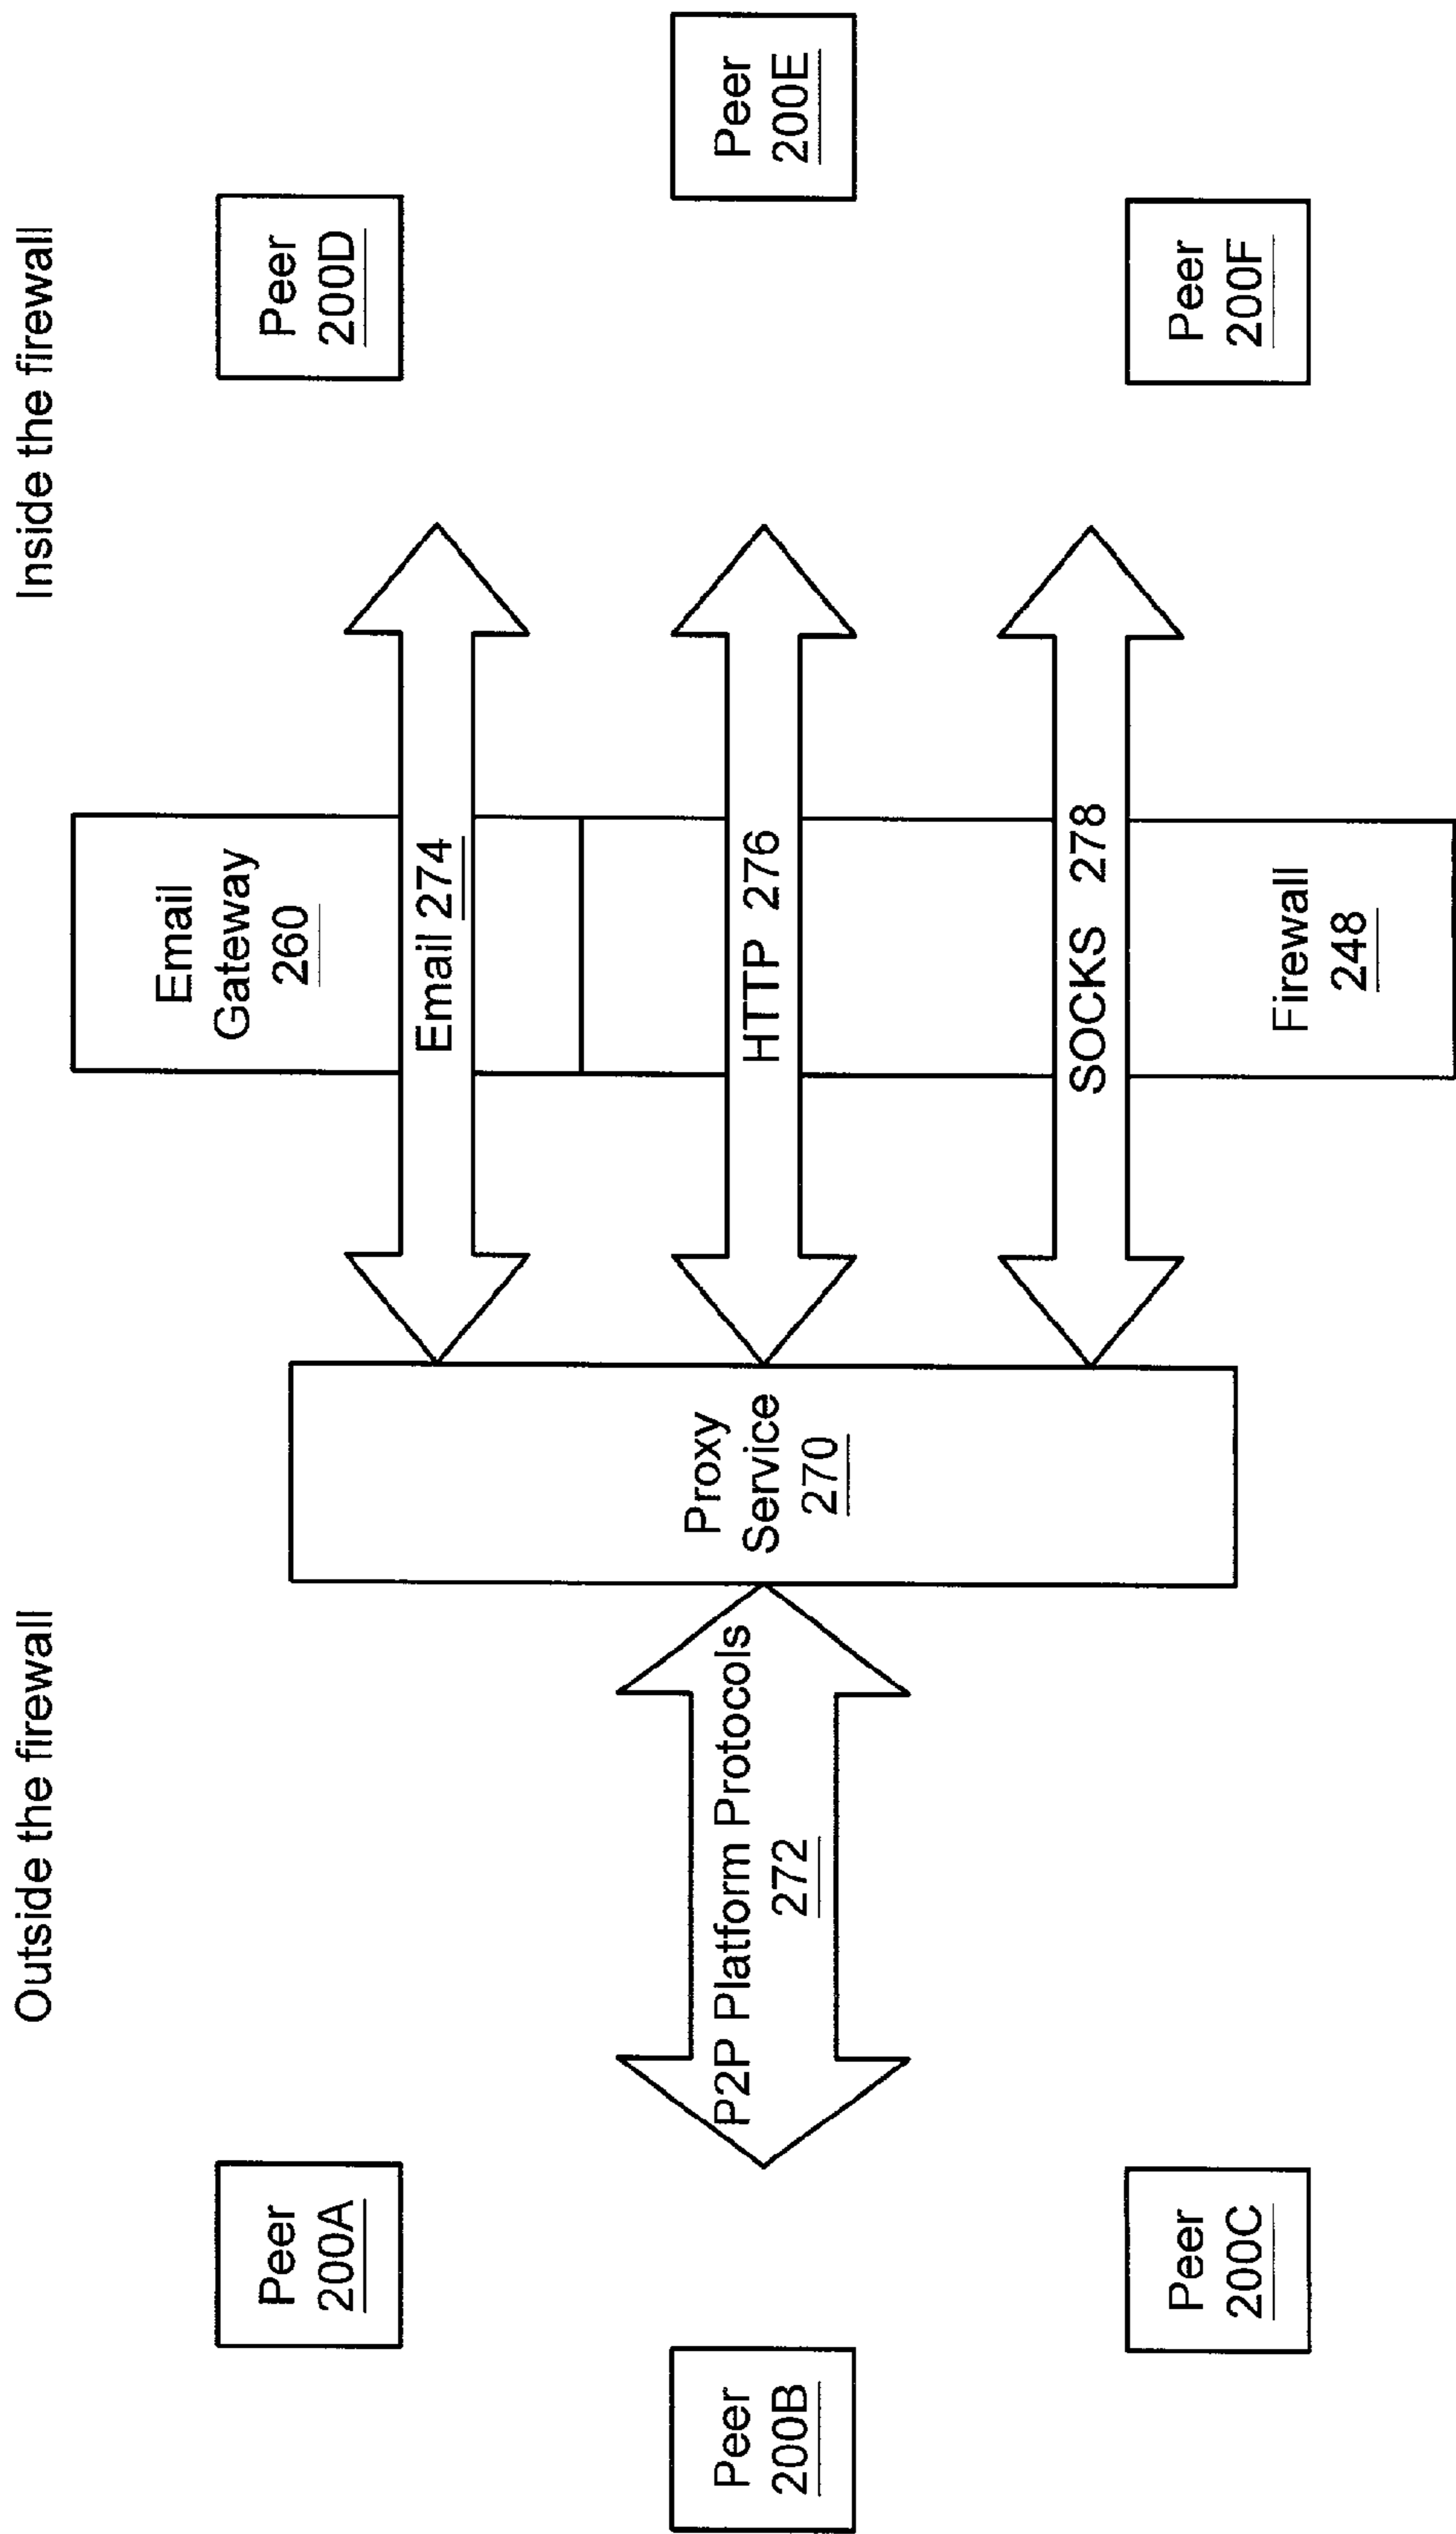 Outside the firewall
Inside the firewall
Peer
200A
Peer
200B
Peer
200C
P2P Platform Protocols
272
Proxy
Service
270
Email
Gateway
260
Email 274
HTTP 276
SOCKS 278
Firewall
248
Peer
200D
Peer
200E
Peer
200F